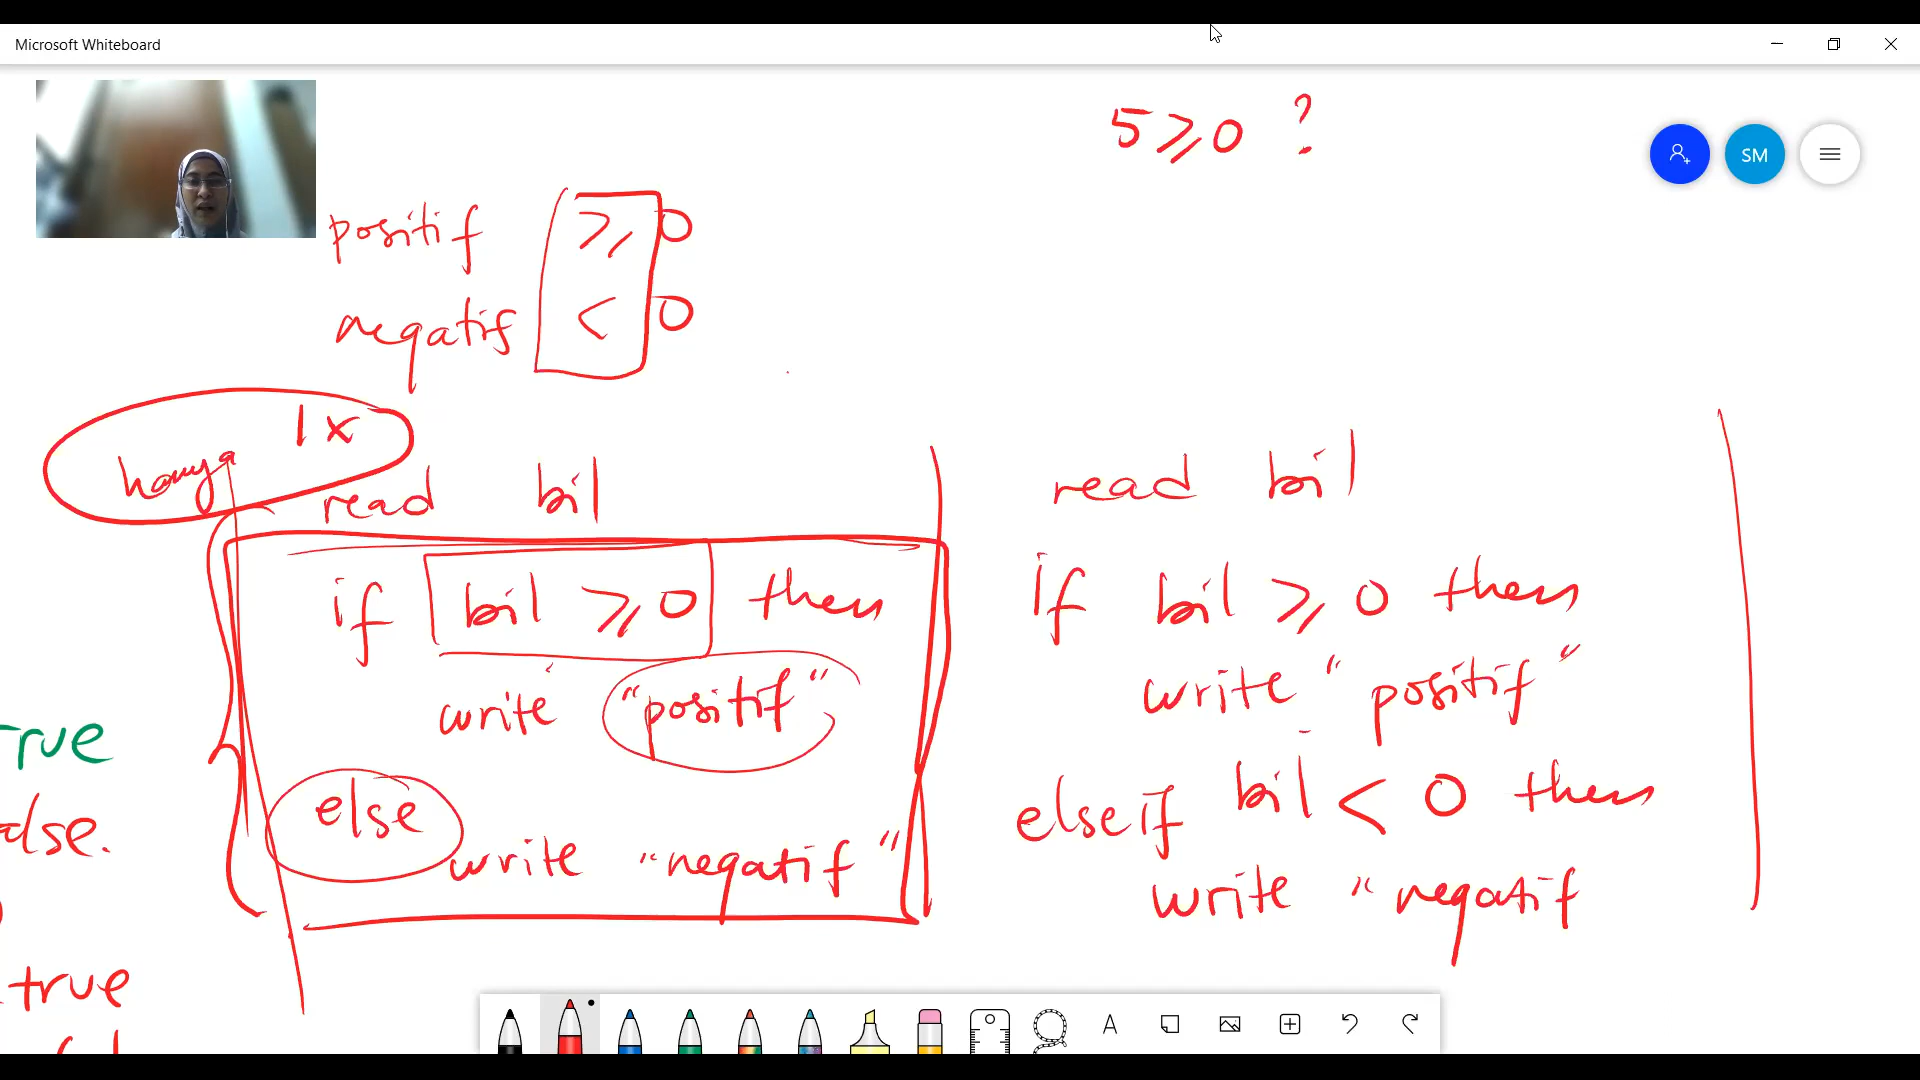 Microsoft Whiteboard
5 ≥ 0 ?
SM
positif ≥ 0
negatif < 0
hanya 1x
read bil
if bil ≥ 0 then
write "positif"
else
write "negatif"
read bil
if bil ≥ 0 then
write "positif"
elseif bil < 0 then
write "negatif
true
true
A